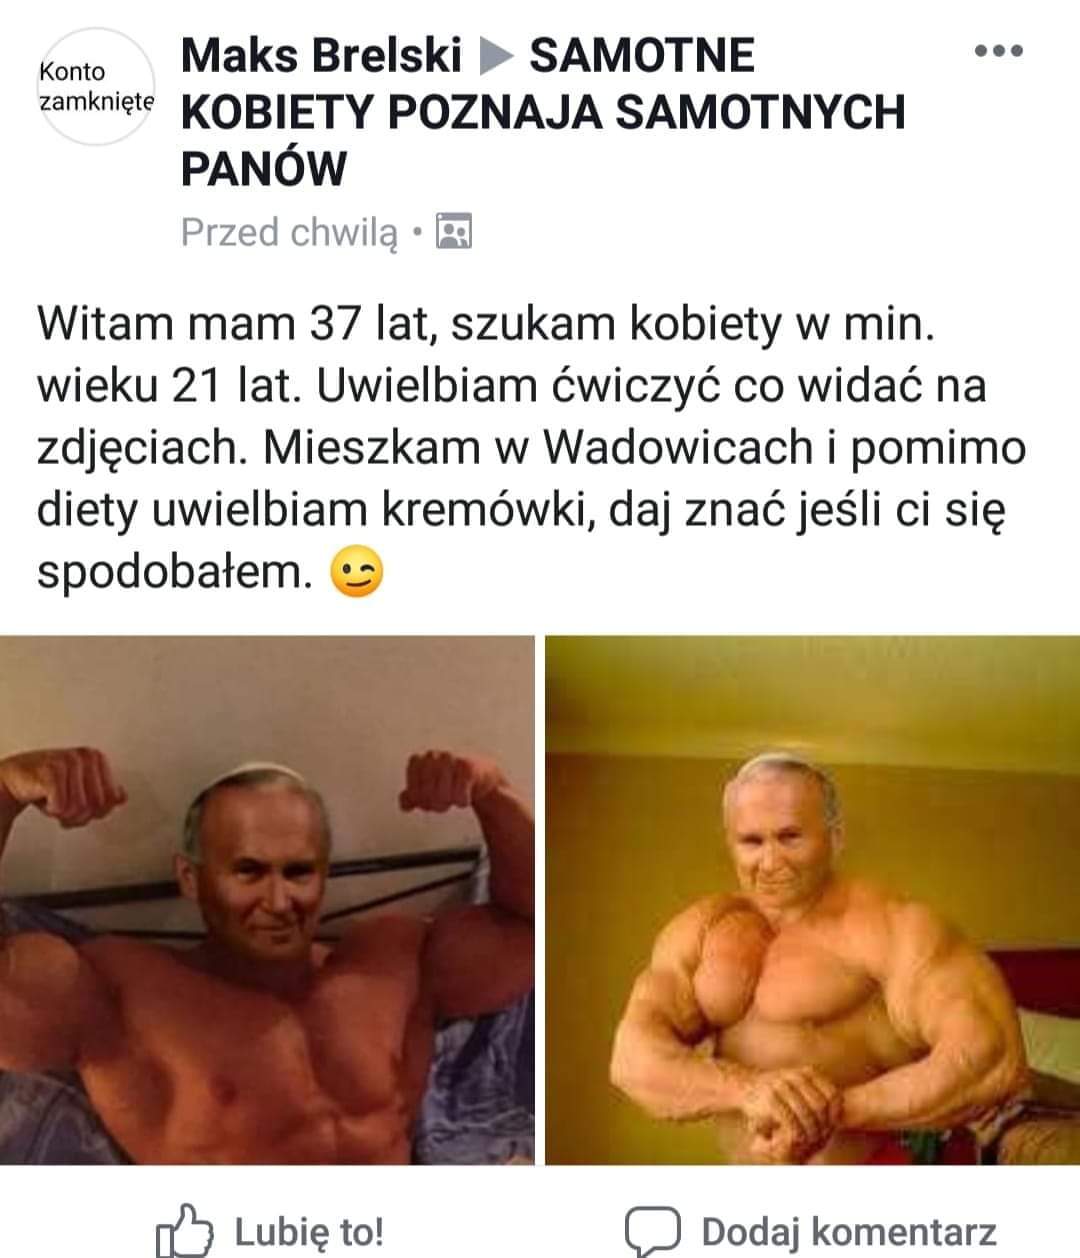 Konto
zamknięte
Maks Brelski ▶ SAMOTNE
KOBIETY POZNAJA SAMOTNYCH
PANÓW
Przed chwilą •
Witam mam 37 lat, szukam kobiety w min.
wieku 21 lat. Uwielbiam ćwiczyć co widać na
zdjęciach. Mieszkam w Wadowicach i pomimo
diety uwielbiam kremówki, daj znać jeśli ci się
spodobałem. 😉
Lubię to!
Dodaj komentarz